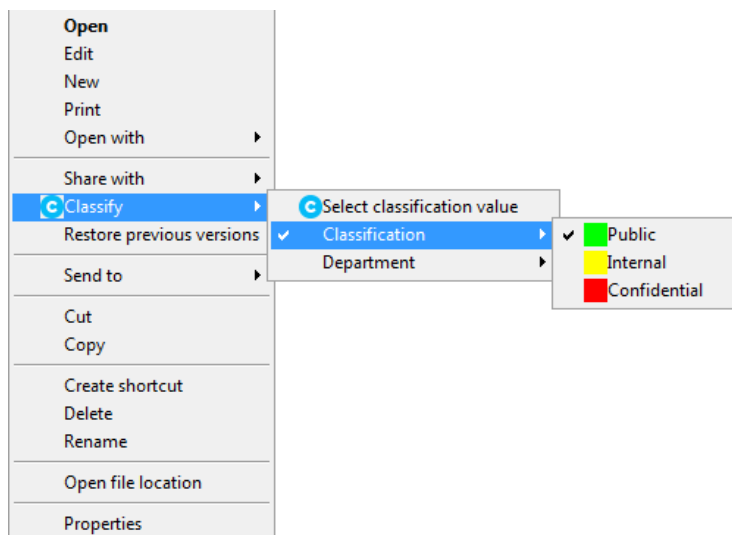 Open
Edit
New
Print
Open with
Share with
C Classify
Restore previous versions
Send to
Cut
Copy
Create shortcut
Delete
Rename
Open file location
Properties
C Select classification value
Classification
Department
Public
Internal
Confidential